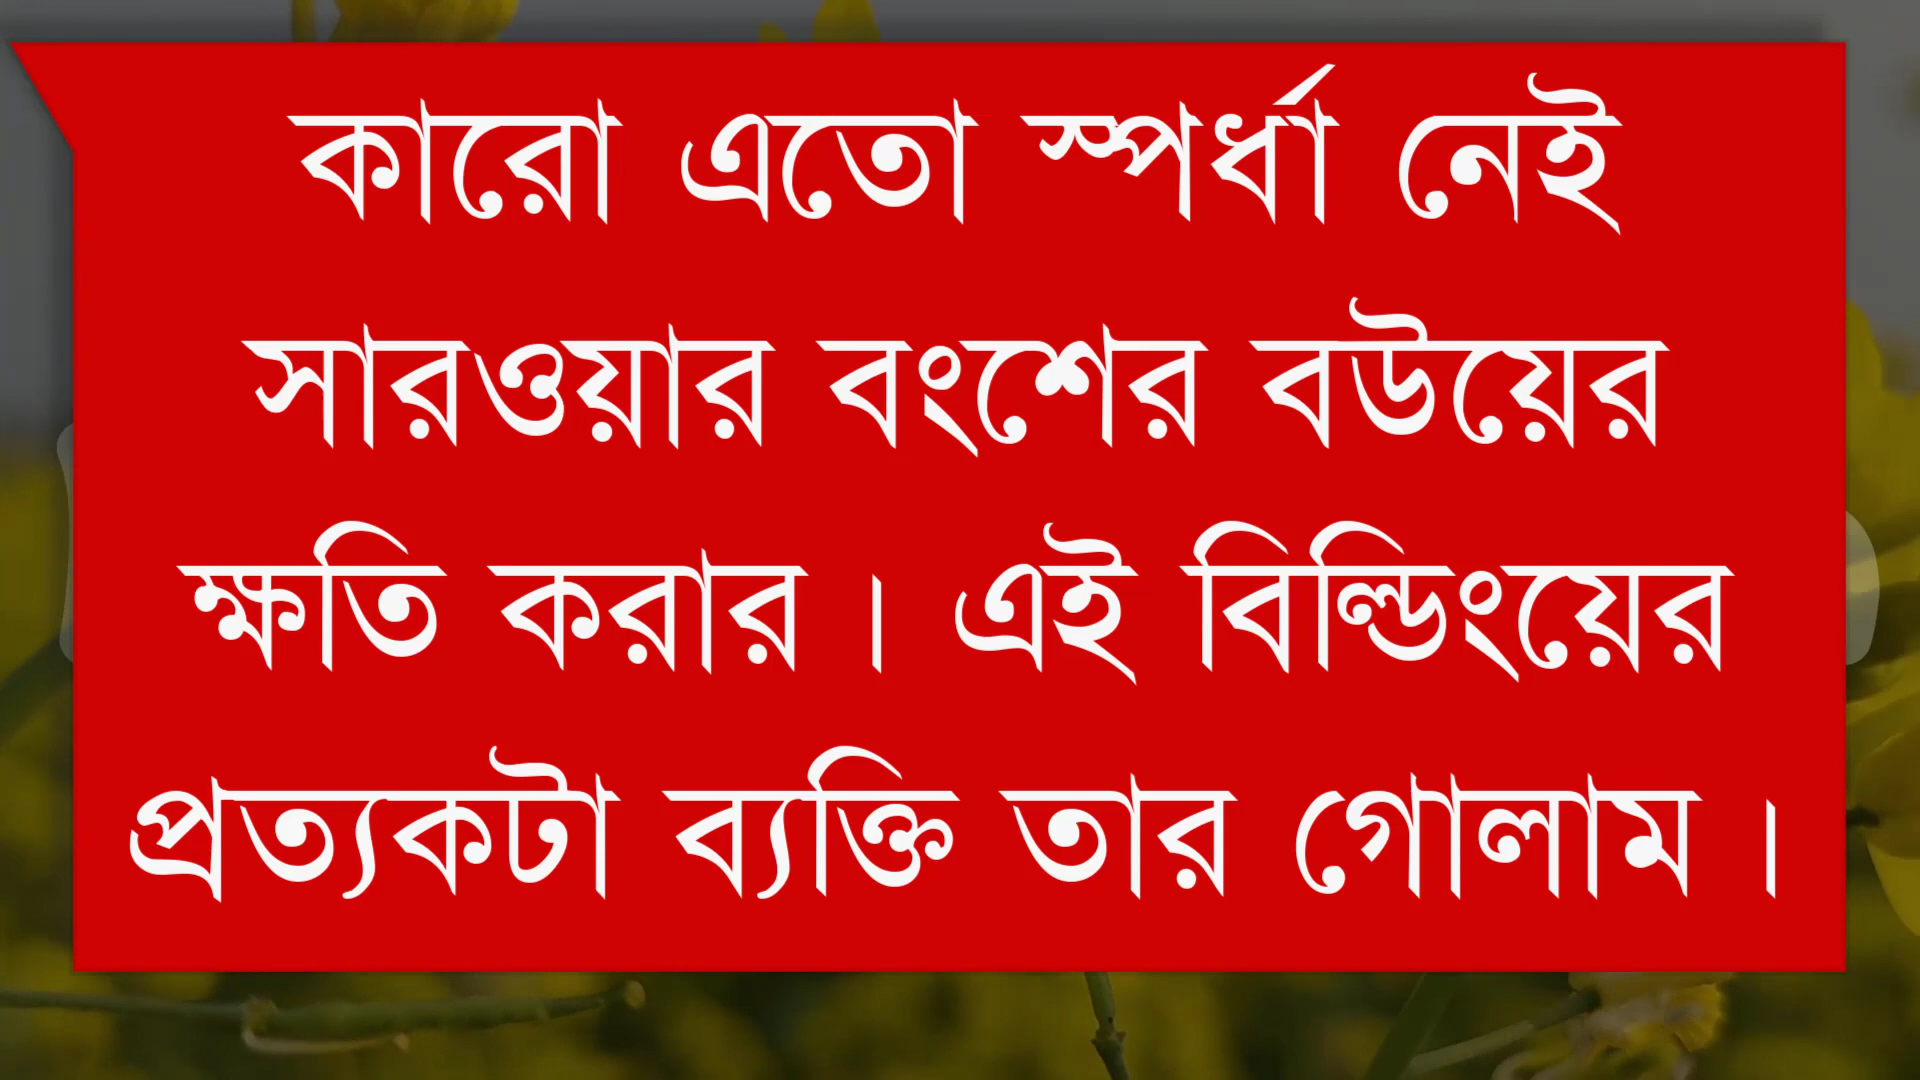 কারো এতো স্পর্ধা নেই
সারওয়ার বংশের বউয়ের
ক্ষতি করার । এই বিল্ডিংয়ের
প্রত্যকটা ব্যক্তি তার গোলাম ।